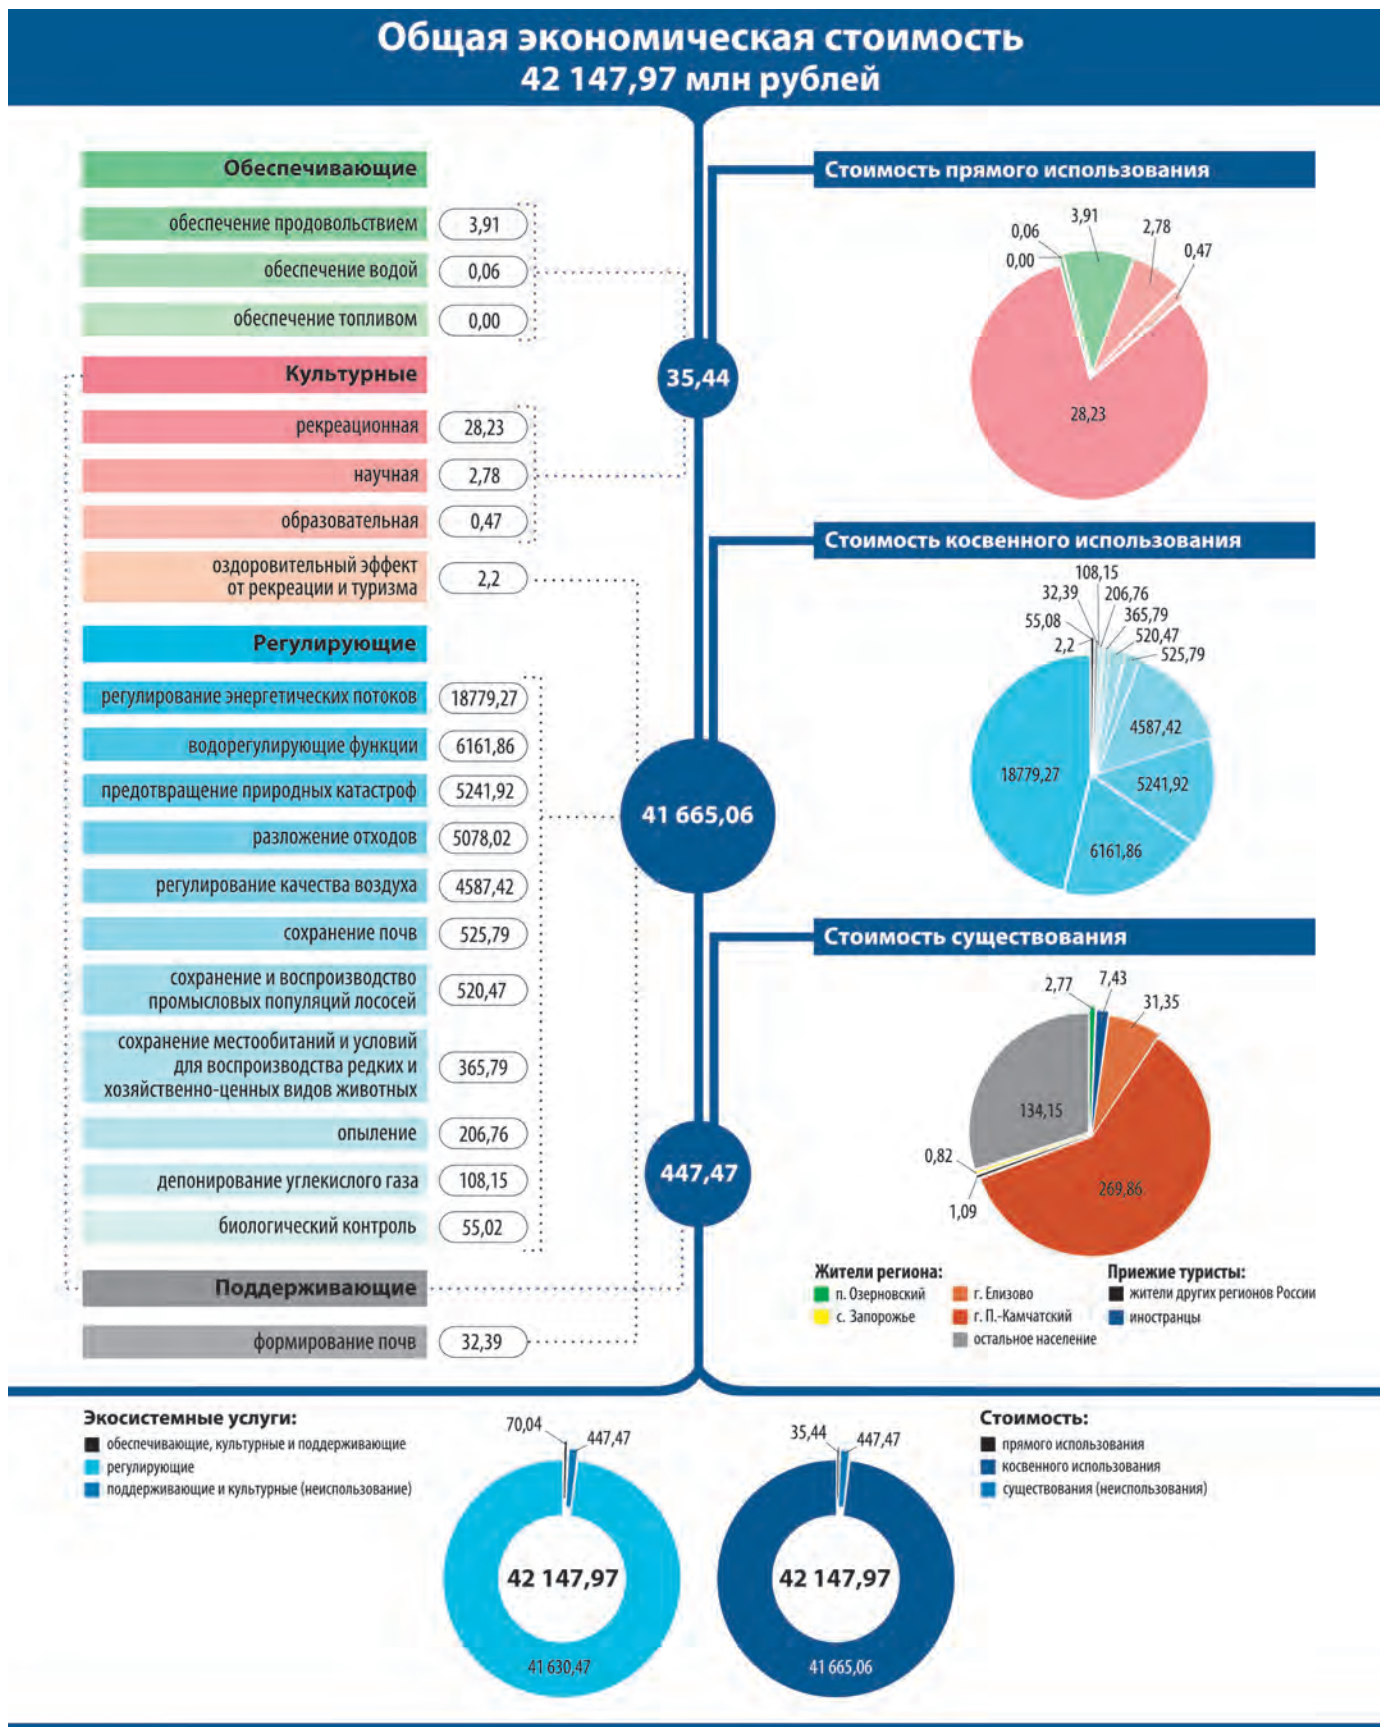 Общая экономическая стоимость
42 147,97 млн рублей
Обеспечивающие
обеспечение продовольствием
3,91
обеспечение водой
0,06
обеспечение топливом
0,00
Культурные
рекреационная
28,23
научная
2,78
образовательная
0,47
оздоровительный эффект
от рекреации и туризма
2,2
Регулирующие
регулирование энергетических потоков
18779,27
водорегулирующие функции
6161,86
предотвращение природных катастроф
5241,92
разложение отходов
5078,02
регулирование качества воздуха
4587,42
сохранение почв
525,79
сохранение и воспроизводство
промысловых популяций лососей
520,47
сохранение местообитаний и условий
для воспроизводства редких и
хозяйственно-ценных видов животных
365,79
опыление
206,76
депонирование углекислого газа
108,15
биологический контроль
55,02
Поддерживающие
формирование почв
32,39
35,44
41 665,06
447,47
Стоимость прямого использования
3,91
0,06
2,78
0,00
0,47
28,23
Стоимость косвенного использования
108,15
32,39
206,76
55,08
365,79
2,2
520,47
525,79
4587,42
18779,27
5241,92
6161,86
Стоимость существования
2,77
7,43
31,35
134,15
0,82
269,86
1,09
Жители региона:
п. Озерновский
с. Запорожье
г. Елизово
г. П.-Камчатский
остальное население
Приежие туристы:
жители других регионов России
иностранцы
Экосистемные услуги:
обеспечивающие, культурные и поддерживающие
регулирующие
поддерживающие и культурные (неиспользование)
70,04
447,47
42 147,97
41 630,47
35,44
447,47
42 147,97
41 665,06
Стоимость:
прямого использования
косвенного использования
существования (неиспользования)